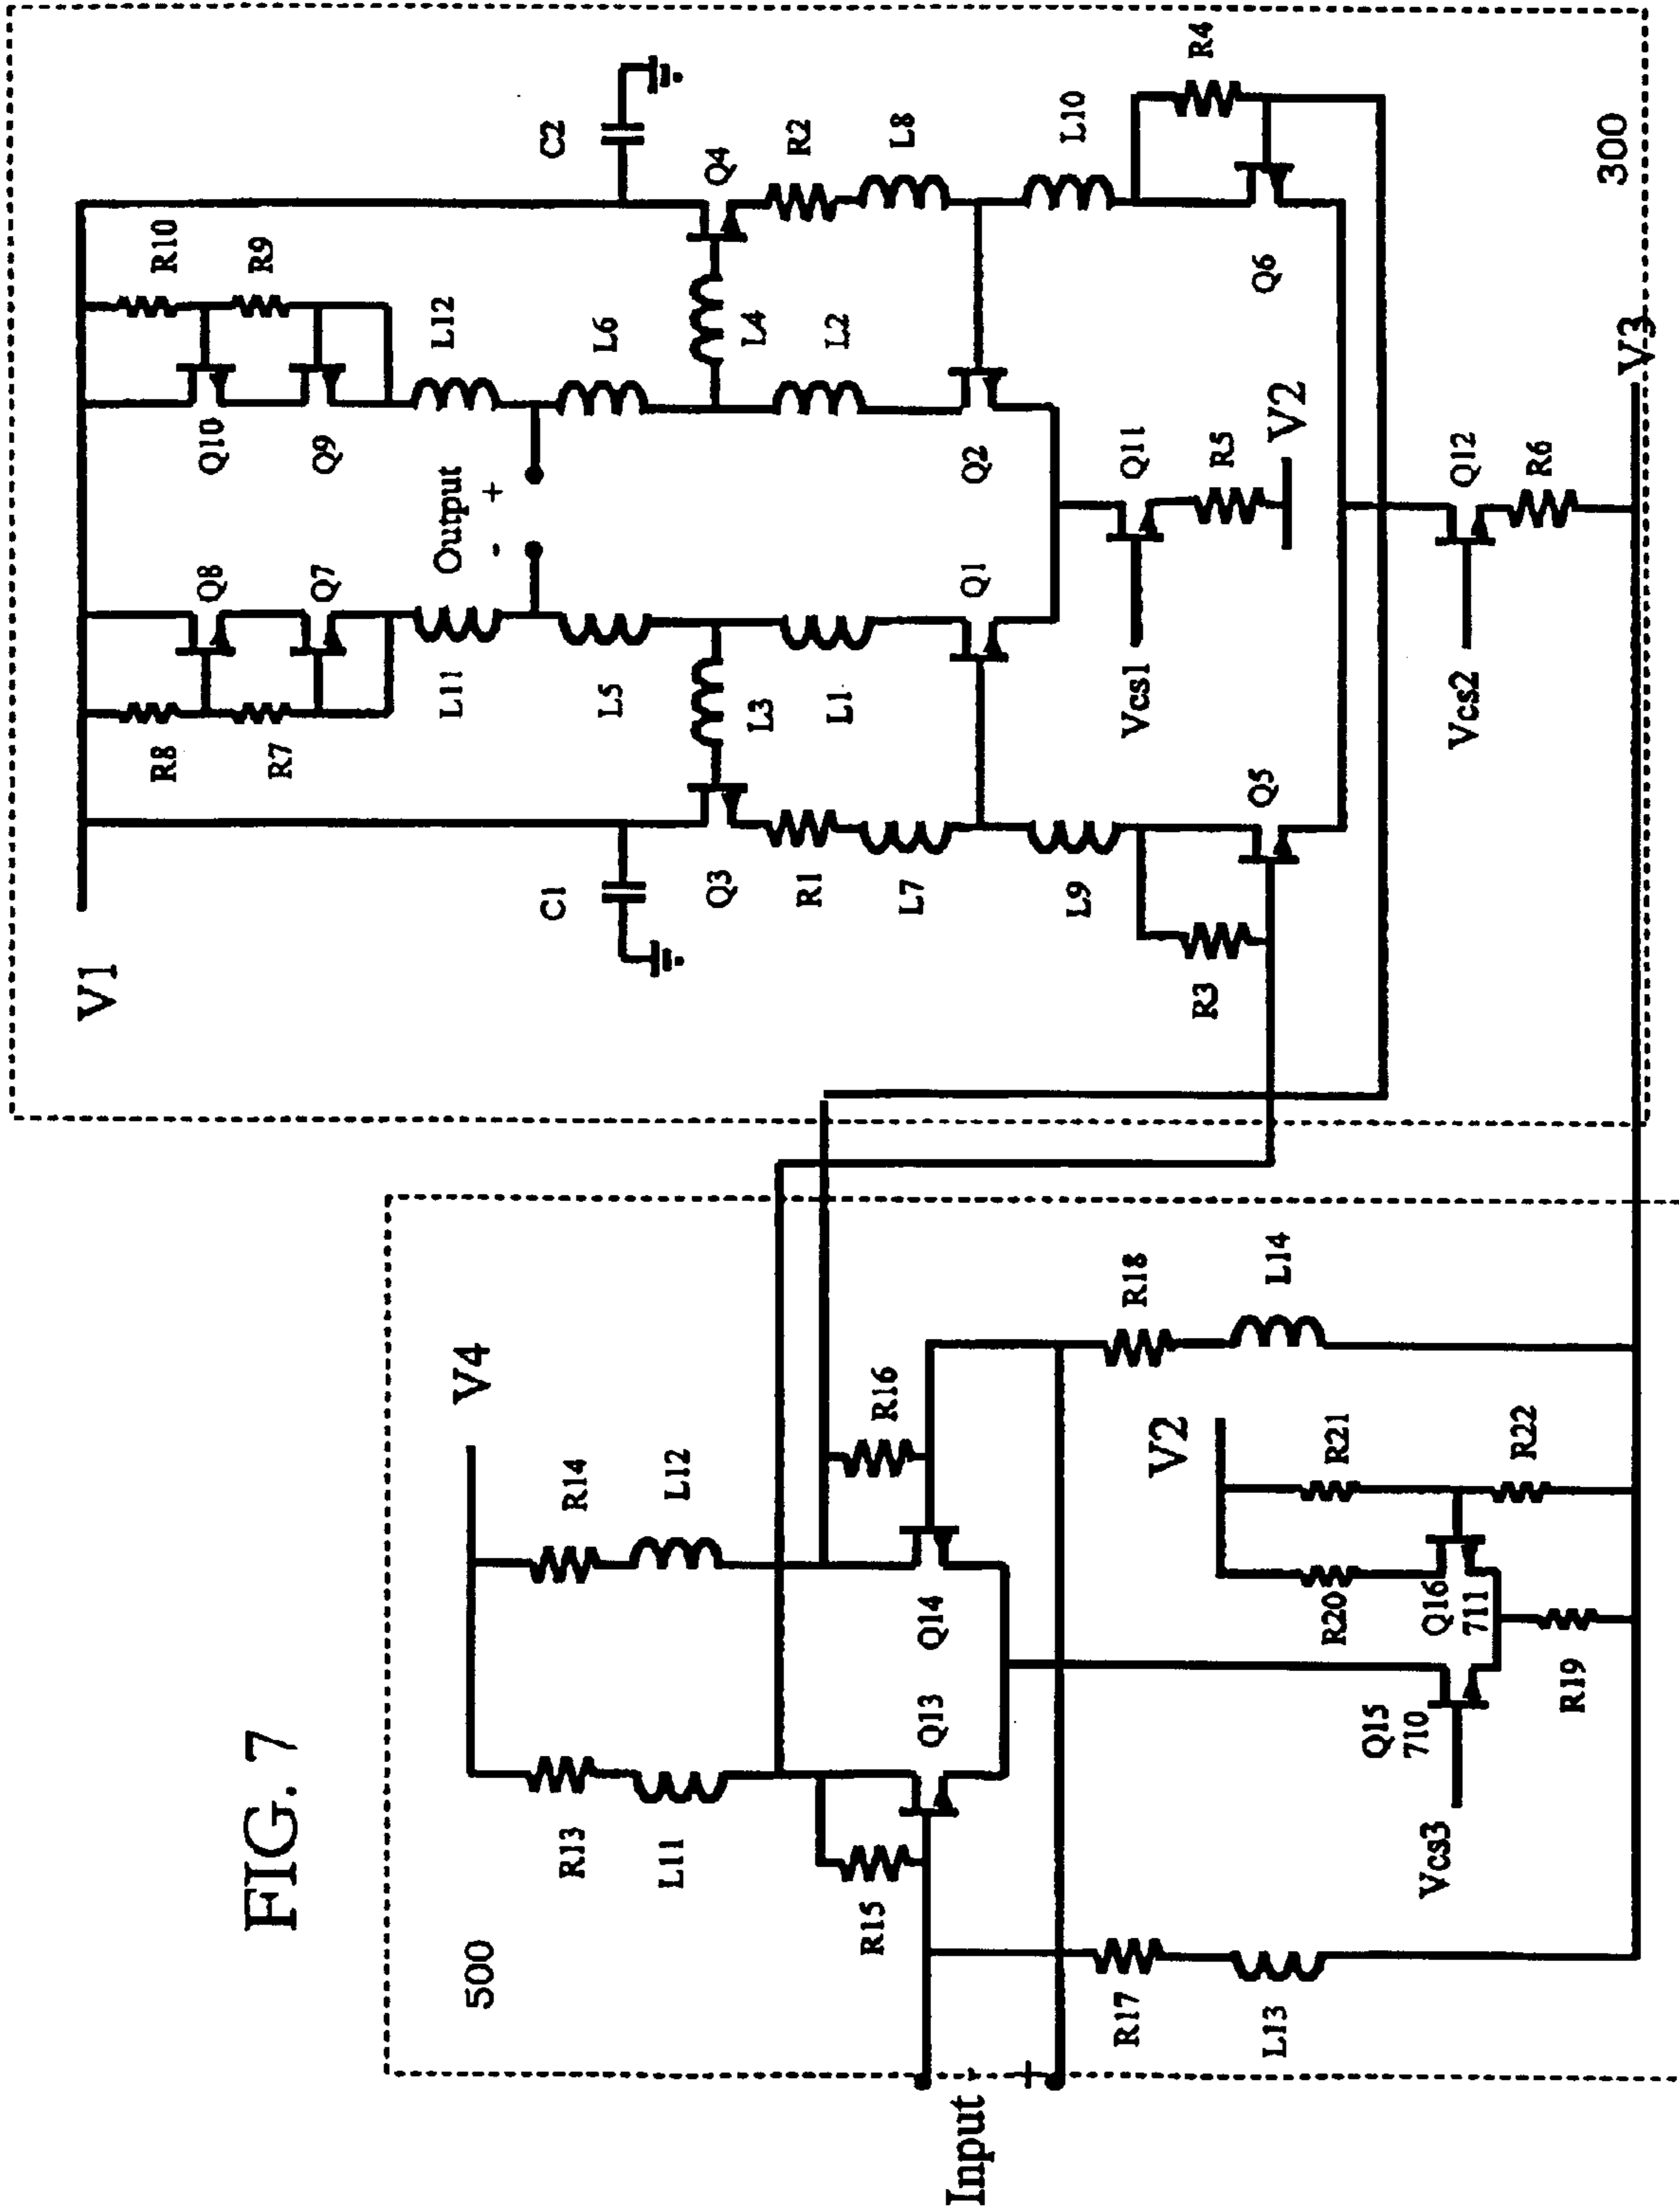 FIG. 7
500
V4
R13
R14
L11
L12
R15
R16
Q13
Q14
Input
-
+
R17
R18
L13
L14
V2
R20
R21
Q15
710
Q16
711
R22
Vcs3
R19
V1
R8
Q8
Q10
R10
R7
Q7
Q9
R9
L11
L12
Output
- +
C1
C2
L5
L6
Q3
L3
L4
Q4
R1
L1
L2
R2
L7
L8
Q1
Q2
L9
L10
Vcs1
Q11
R3
R5
R4
Q5
V2
Q6
Vcs2
Q12
R6
300
V3